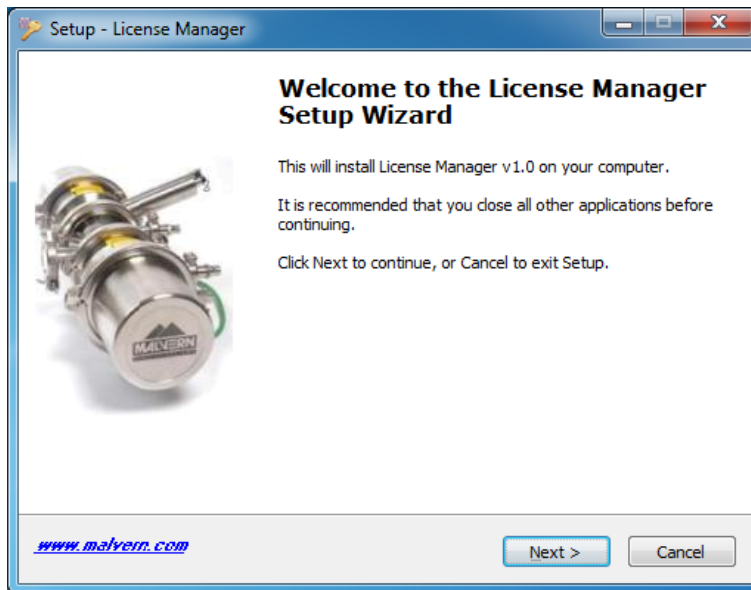 Setup - License Manager
Welcome to the License Manager
Setup Wizard
This will install License Manager v1.0 on your computer.
It is recommended that you close all other applications before
continuing.
Click Next to continue, or Cancel to exit Setup.
MALVERN
www.malvern.com
Next >
Cancel